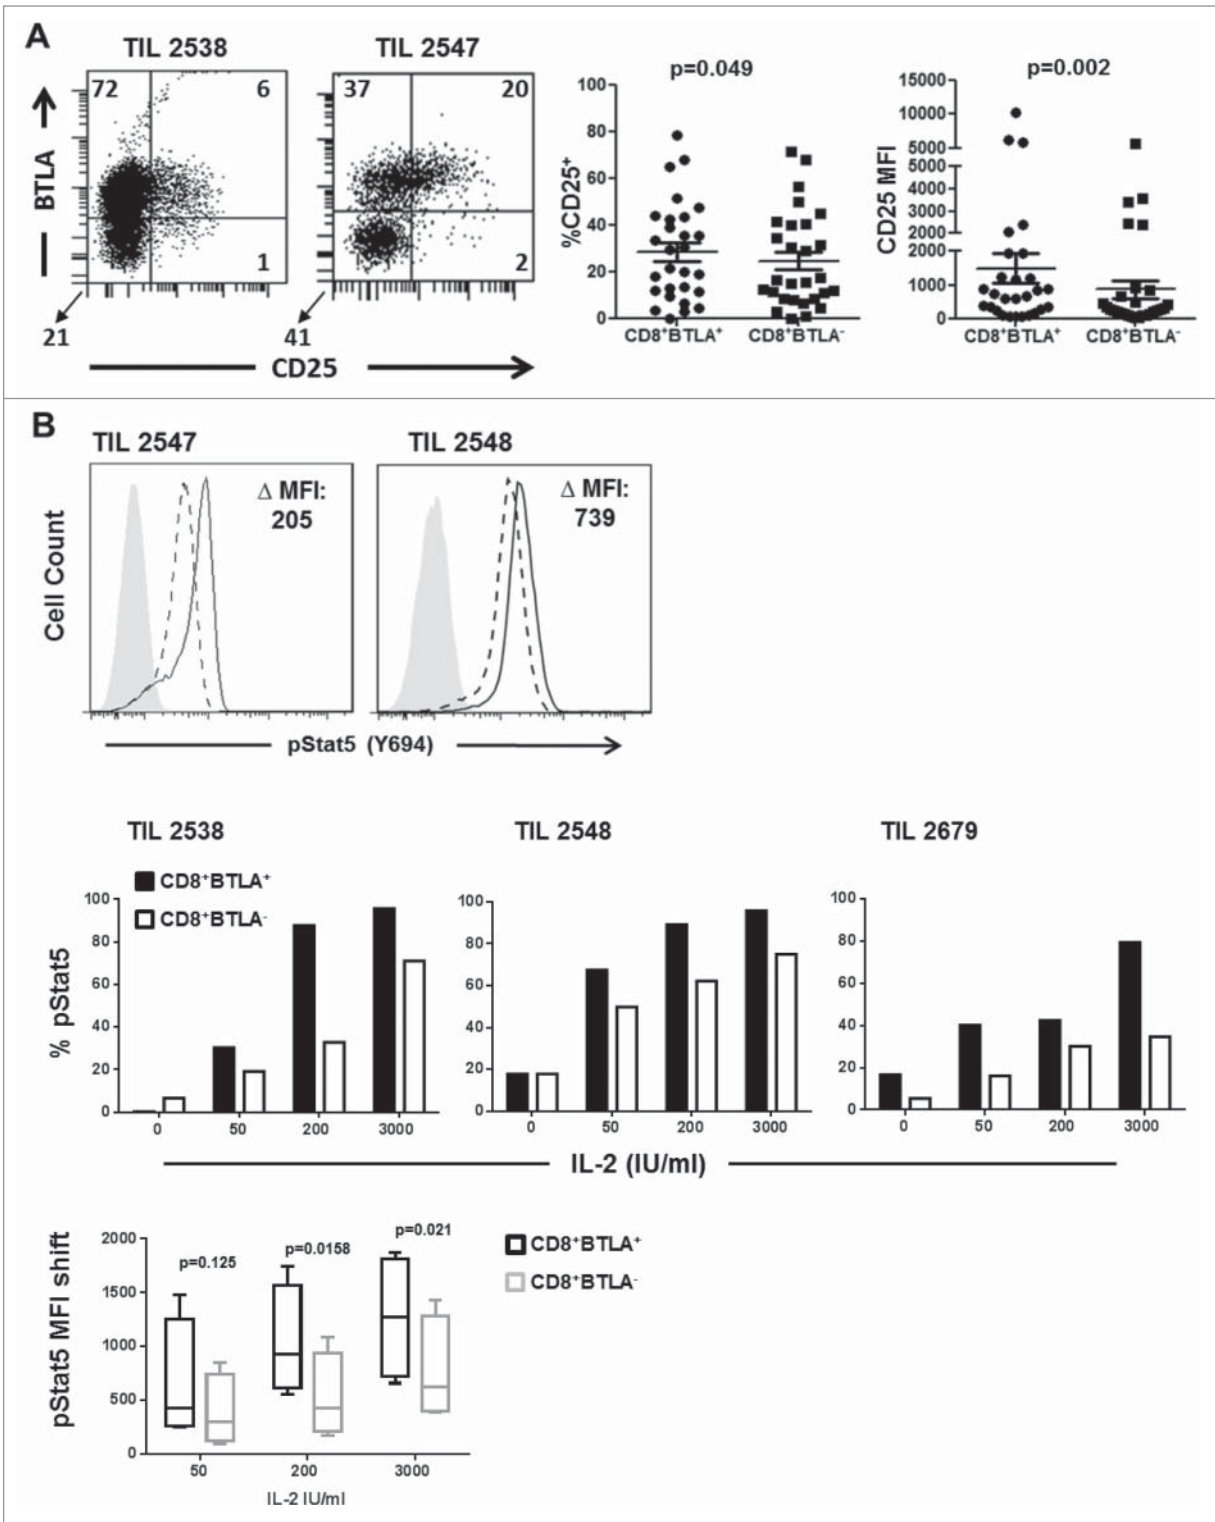 A
TIL 2538
TIL 2547
BTLA
72
6
1
21
37
20
2
41
CD25
p=0.049
%CD25⁺
100
80
60
40
20
0
CD8⁺BTLA⁺
CD8⁺BTLA⁻
p=0.002
CD25 MFI
15000
10000
5000
5000
4000
3000
2000
2000
1000
0
CD8⁺BTLA⁺
CD8⁺BTLA⁻
B
TIL 2547
TIL 2548
Cell Count
Δ MFI:
205
Δ MFI:
739
pStat5 (Y694)
TIL 2538
TIL 2548
TIL 2679
CD8⁺BTLA⁺
CD8⁺BTLA⁻
% pStat5
100
80
60
40
20
0
0 50 200 3000
100
80
60
40
20
0
0 50 200 3000
100
80
60
40
20
0
0 50 200 3000
IL-2 (IU/ml)
pStat5 MFI shift
2000
1500
1000
500
0
p=0.125
p=0.0158
p=0.021
50 200 3000
IL-2 IU/ml
CD8⁺BTLA⁺
CD8⁺BTLA⁻